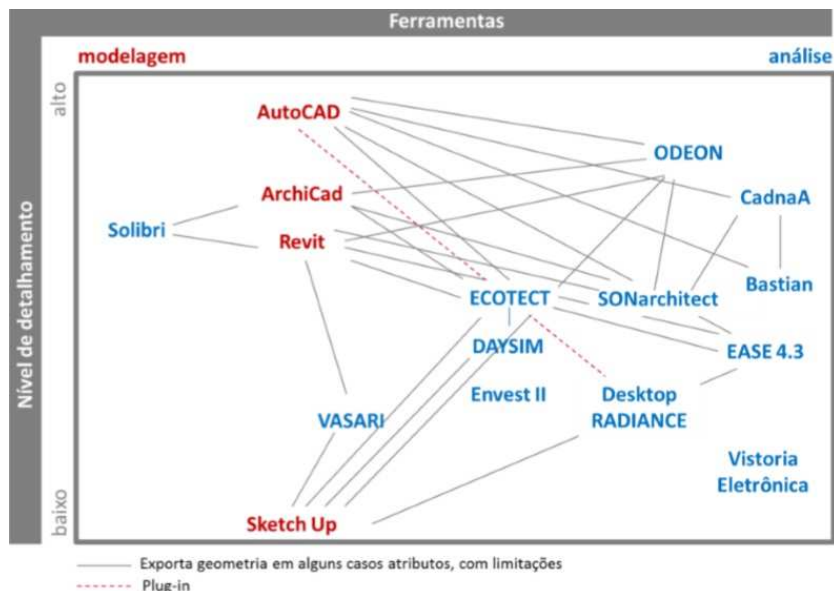 Ferramentas
modelagem
análise
Nível de detalhamento
alto
baixo
AutoCAD
ODEON
ArchiCad
CadnaA
Solibri
Revit
ECOTECT
SONarchitect
Bastian
DAYSIM
EASE 4.3
Envest II
Desktop
RADIANCE
VASARI
Vistoria
Eletrônica
Sketch Up
Exporta geometria em alguns casos atributos, com limitações
Plug-in